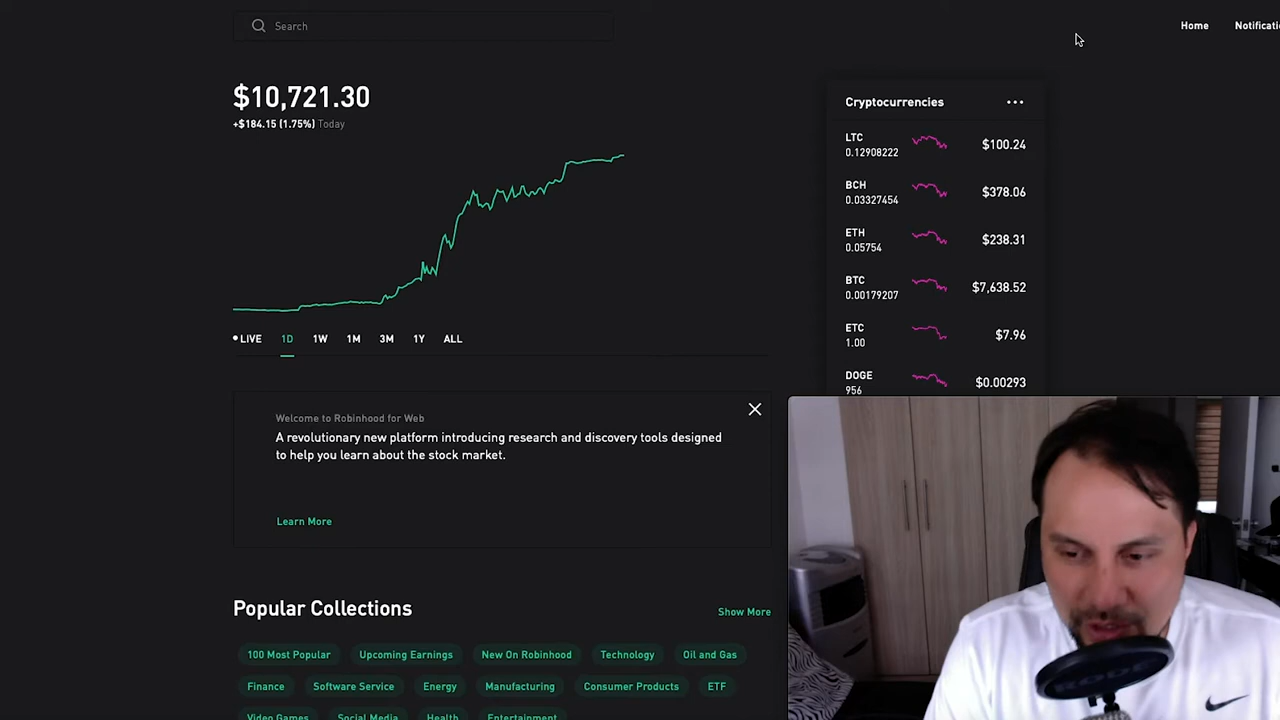 Search
Home
Notificati
$10,721.30
+$184.15 (1.75%) Today
Cryptocurrencies
LTC
0.12908222
$100.24
BCH
0.03327454
$378.06
ETH
0.05754
$238.31
BTC
0.00179207
$7,638.52
ETC
1.00
$7.96
DOGE
956
$0.00293
LIVE 1D 1W 1M 3M 1Y ALL
Welcome to Robinhood for Web
A revolutionary new platform introducing research and discovery tools designed
to help you learn about the stock market.
Learn More
Popular Collections
Show More
100 Most Popular Upcoming Earnings New On Robinhood Technology Oil and Gas
Finance Software Service Energy Manufacturing Consumer Products ETF
Video Games Social Media Health Entertainment
RODE